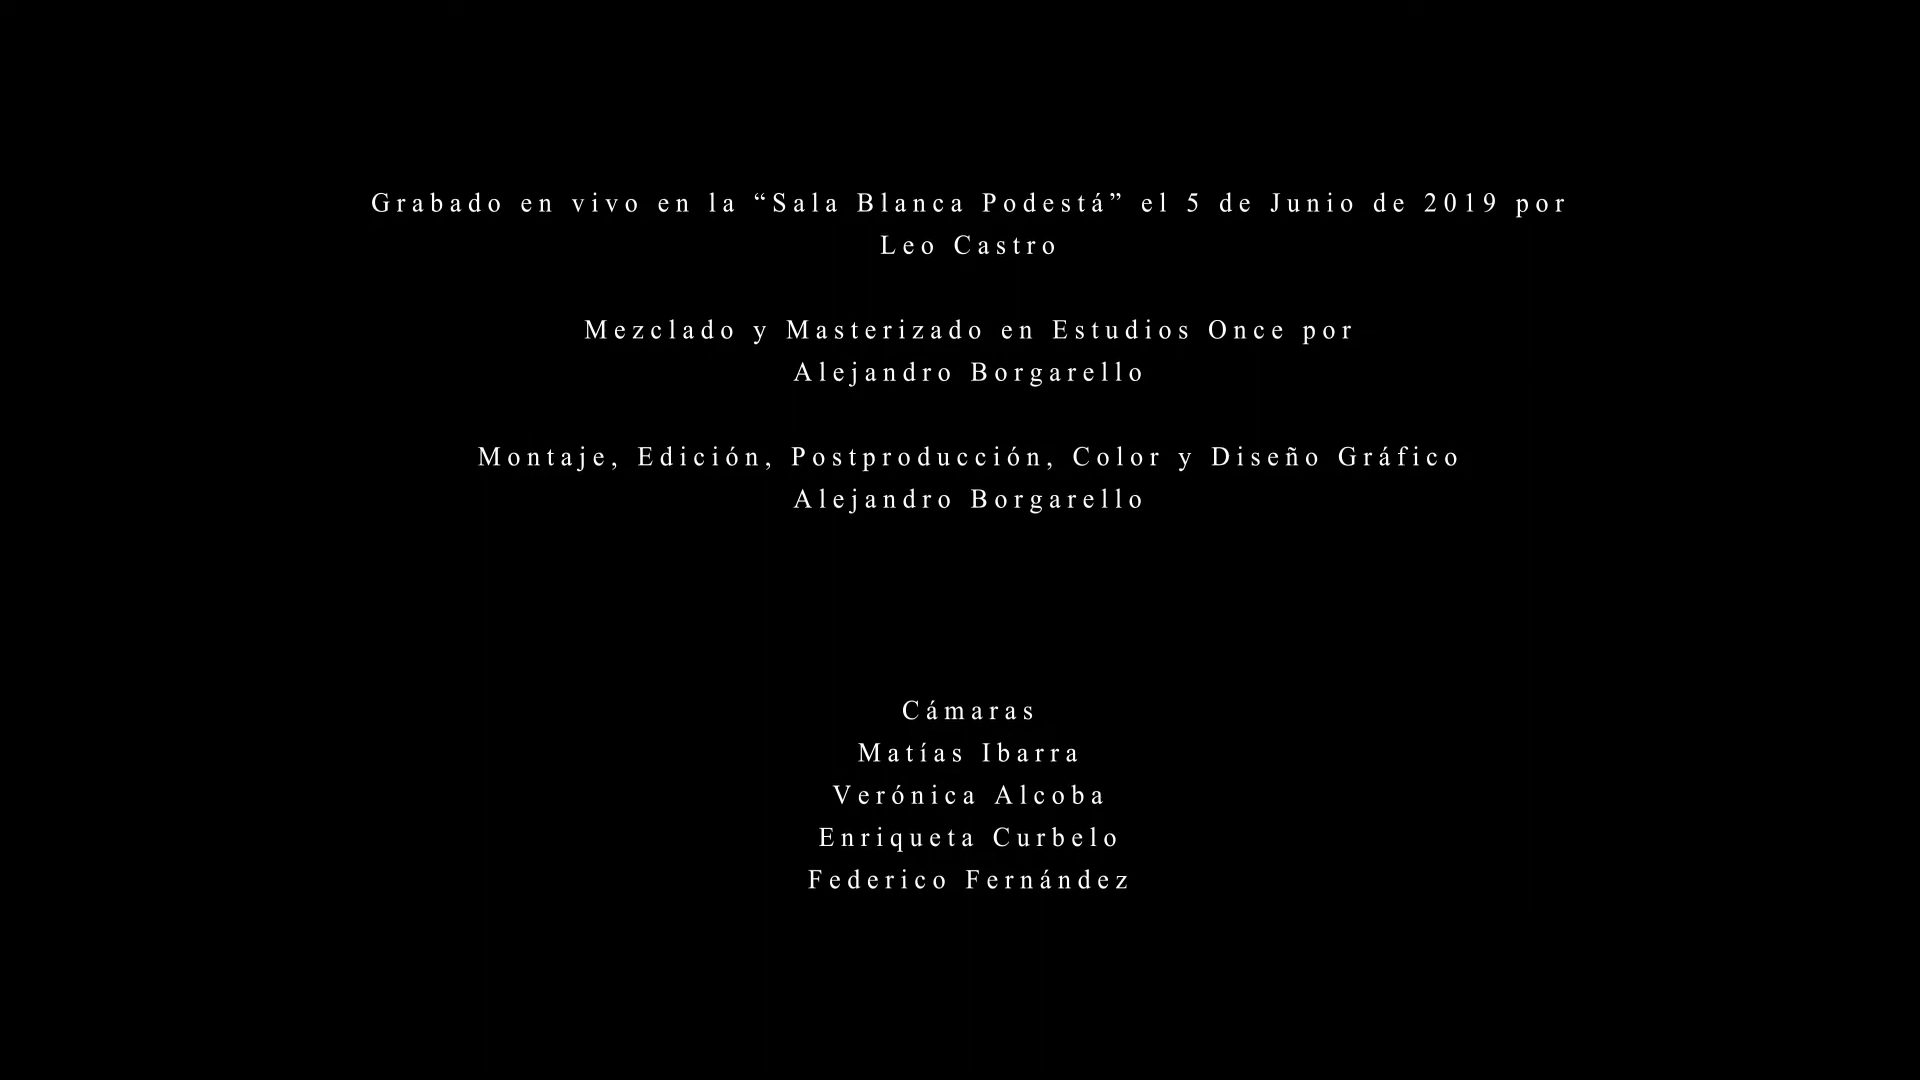 Grabado en vivo en la “Sala Blanca Podestá” el 5 de Junio de 2019 por
Leo Castro
Mezclado y Masterizado en Estudios Once por
Alejandro Borgarello
Montaje, Edición, Postproducción, Color y Diseño Gráfico
Alejandro Borgarello
Cámaras
Matías Ibarra
Verónica Alcoba
Enriqueta Curbelo
Federico Fernández